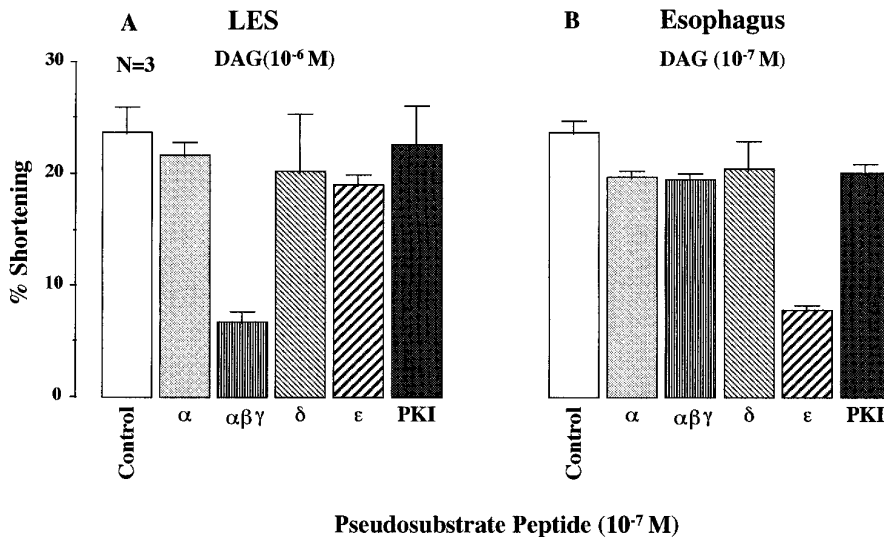 A LES
DAG(10⁻⁶ M)
N=3
B Esophagus
DAG (10⁻⁷ M)
% Shortening
30
20
10
0
Control α αβγ δ ε PKI
Control α αβγ δ ε PKI
Pseudosubstrate Peptide (10⁻⁷ M)